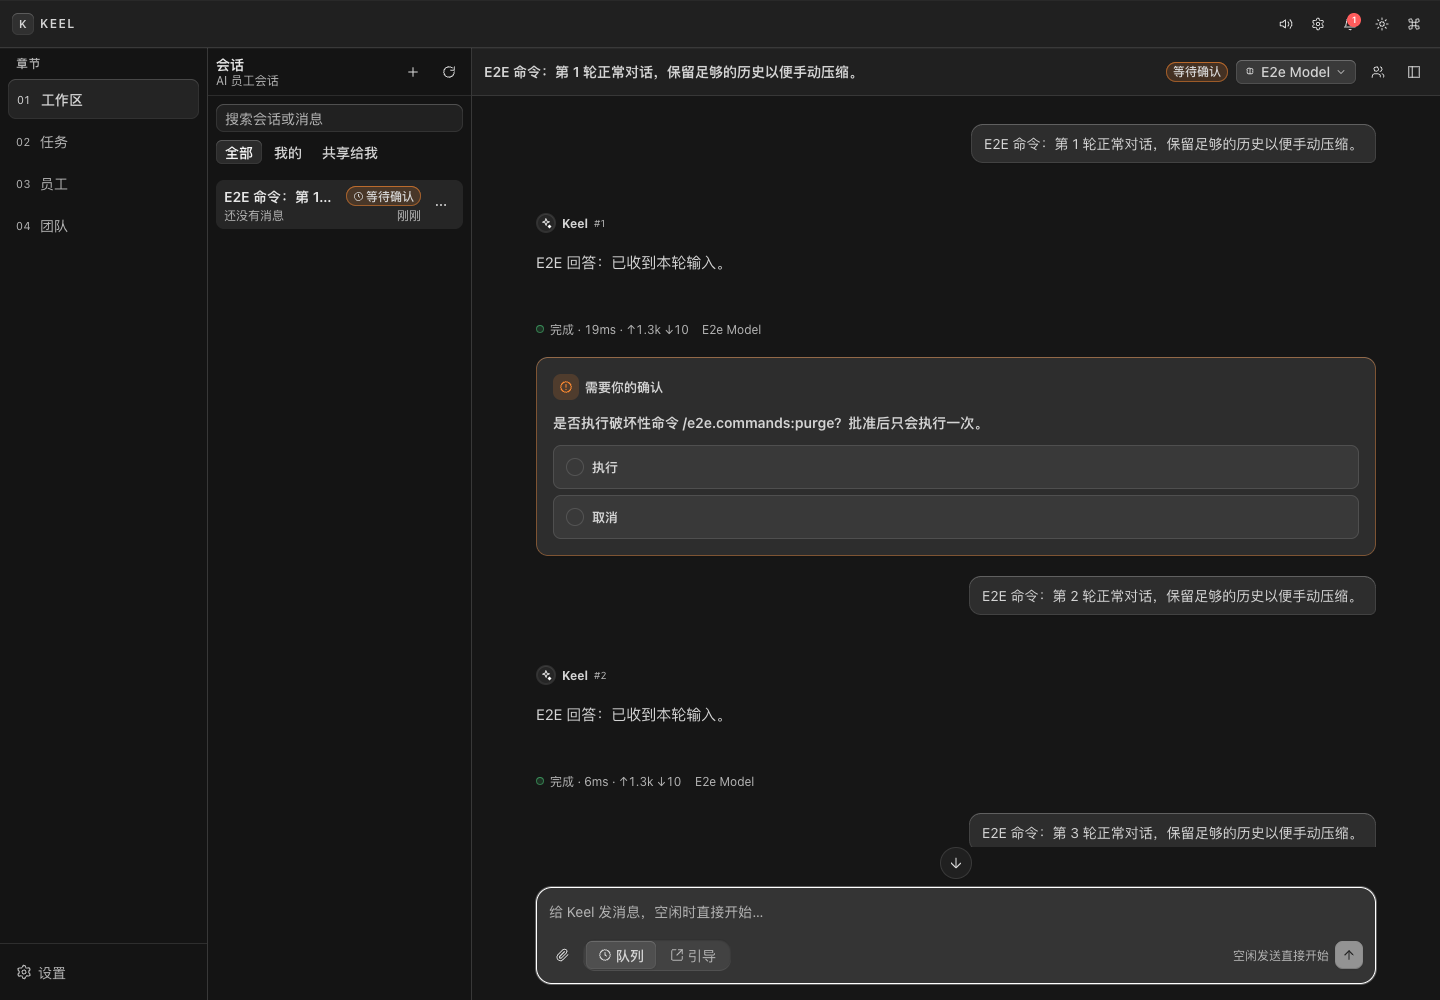 K KEEL
1
章节
01 工作区
02 任务
03 员工
04 团队
设置
会话
AI 员工会话
搜索会话或消息
全部 我的 共享给我
E2E 命令：第 1... 等待确认
还没有消息 刚刚
E2E 命令：第 1 轮正常对话，保留足够的历史以便手动压缩。
等待确认 E2e Model
E2E 命令：第 1 轮正常对话，保留足够的历史以便手动压缩。
Keel #1
E2E 回答：已收到本轮输入。
完成 · 19ms · ↑1.3k ↓10 E2e Model
需要你的确认
是否执行破坏性命令 /e2e.commands:purge？批准后只会执行一次。
执行
取消
E2E 命令：第 2 轮正常对话，保留足够的历史以便手动压缩。
Keel #2
E2E 回答：已收到本轮输入。
完成 · 6ms · ↑1.3k ↓10 E2e Model
E2E 命令：第 3 轮正常对话，保留足够的历史以便手动压缩。
给 Keel 发消息，空闲时直接开始...
队列 引导
空闲发送直接开始